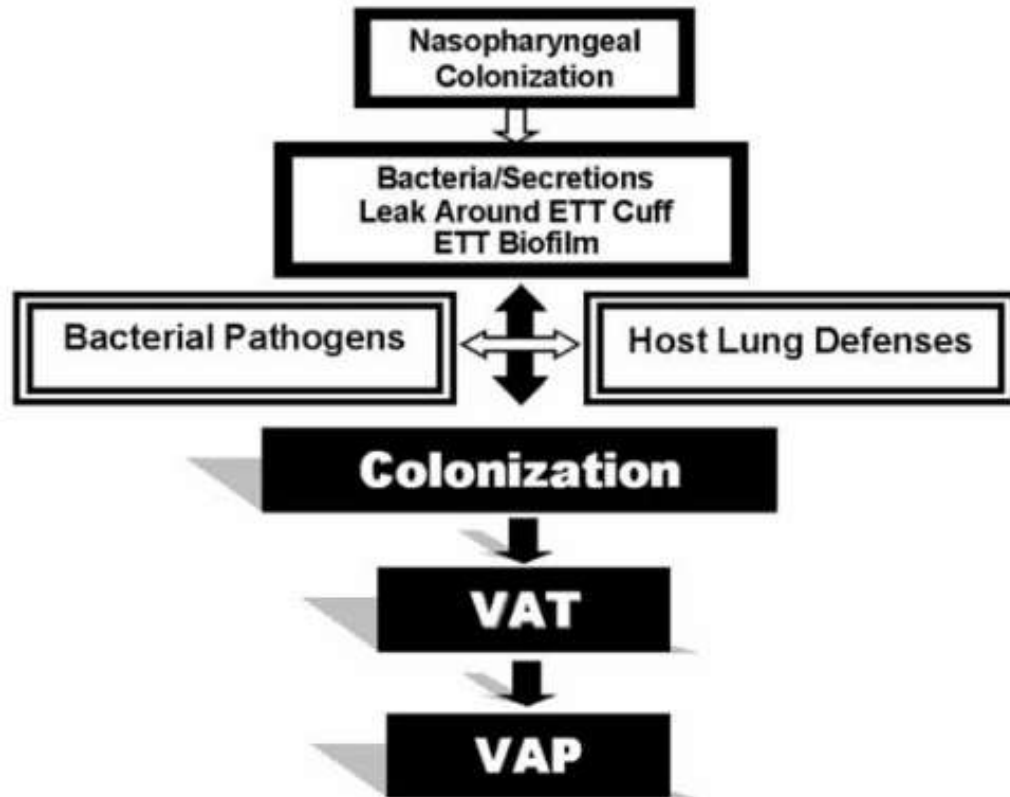 Nasopharyngeal
Colonization
Bacteria/Secretions
Leak Around ETT Cuff
ETT Biofilm
Bacterial Pathogens
Host Lung Defenses
Colonization
VAT
VAP